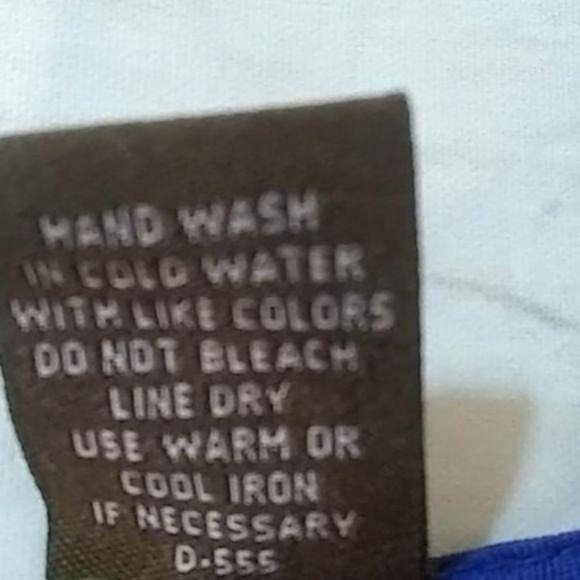 HAND WASH
IN COLD WATER
WITH LIKE COLORS
DO NOT BLEACH
LINE DRY
USE WARM OR
COOL IRON
IF NECESSARY
D-555